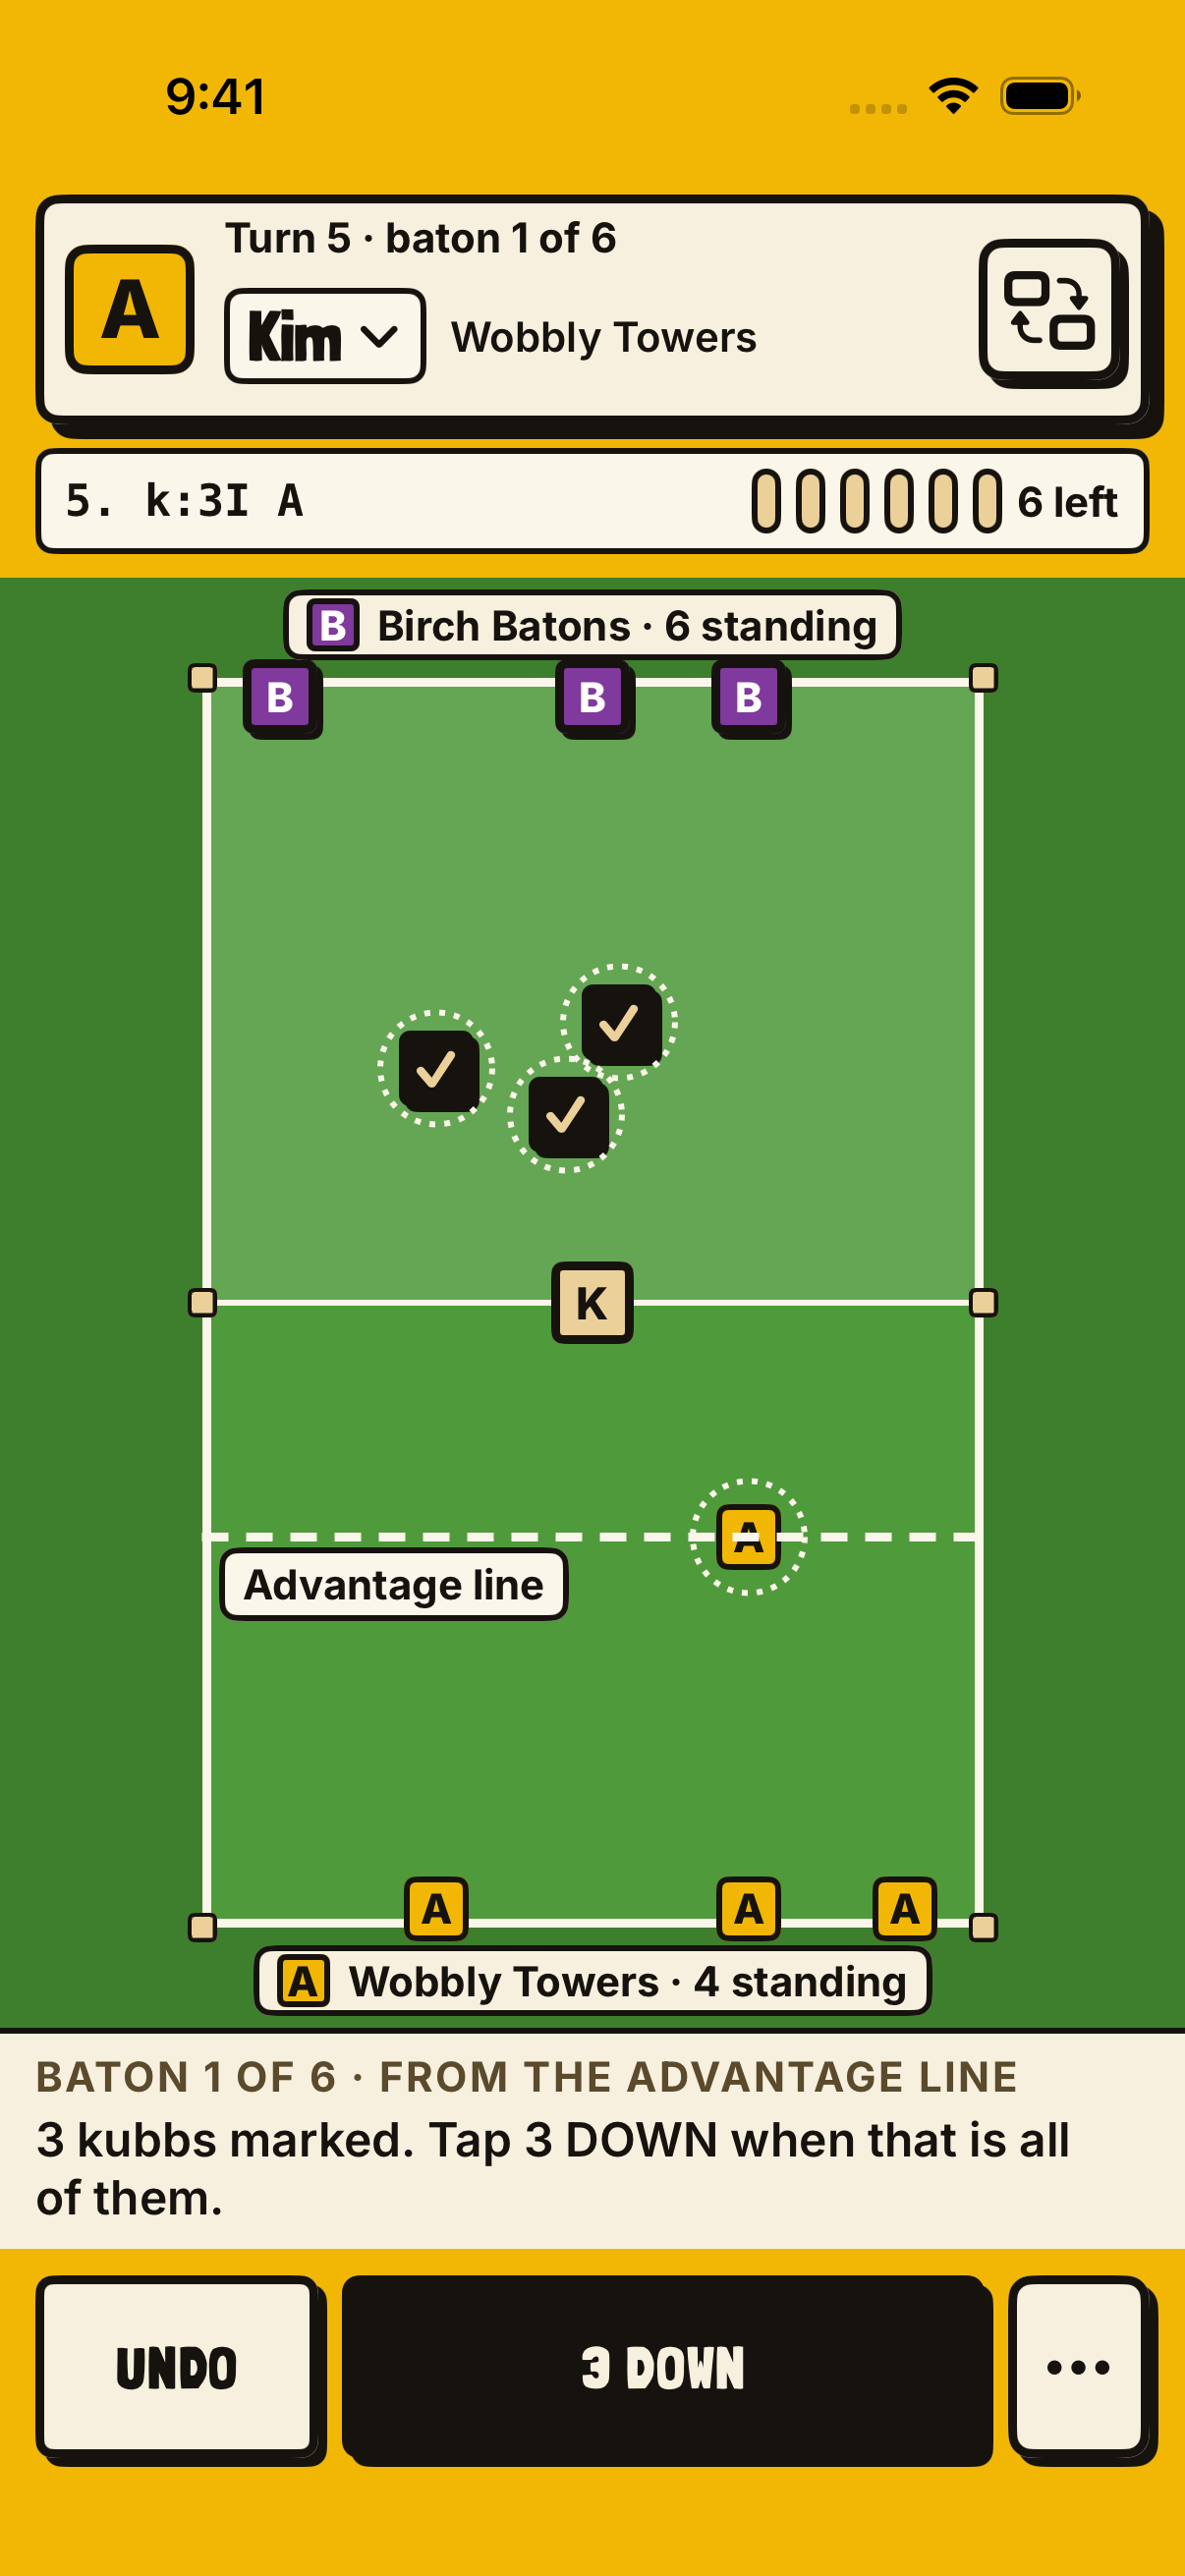 9:41
A
Turn 5 · baton 1 of 6
Kim
Wobbly Towers
5. k:3I A
6 left
B Birch Batons · 6 standing
B B B
K
A
Advantage line
A A A
A Wobbly Towers · 4 standing
BATON 1 OF 6 · FROM THE ADVANTAGE LINE
3 kubbs marked. Tap 3 DOWN when that is all
of them.
UNDO
3 DOWN